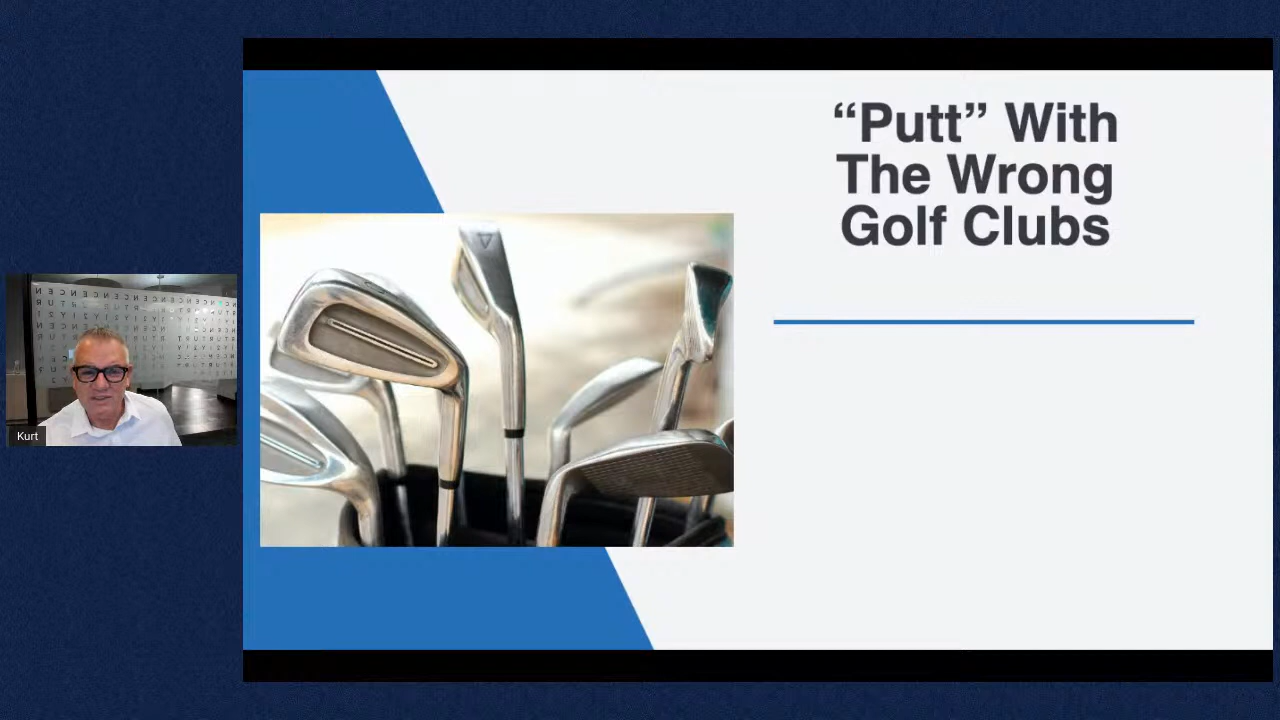 “Putt” With
The Wrong
Golf Clubs
Kurt